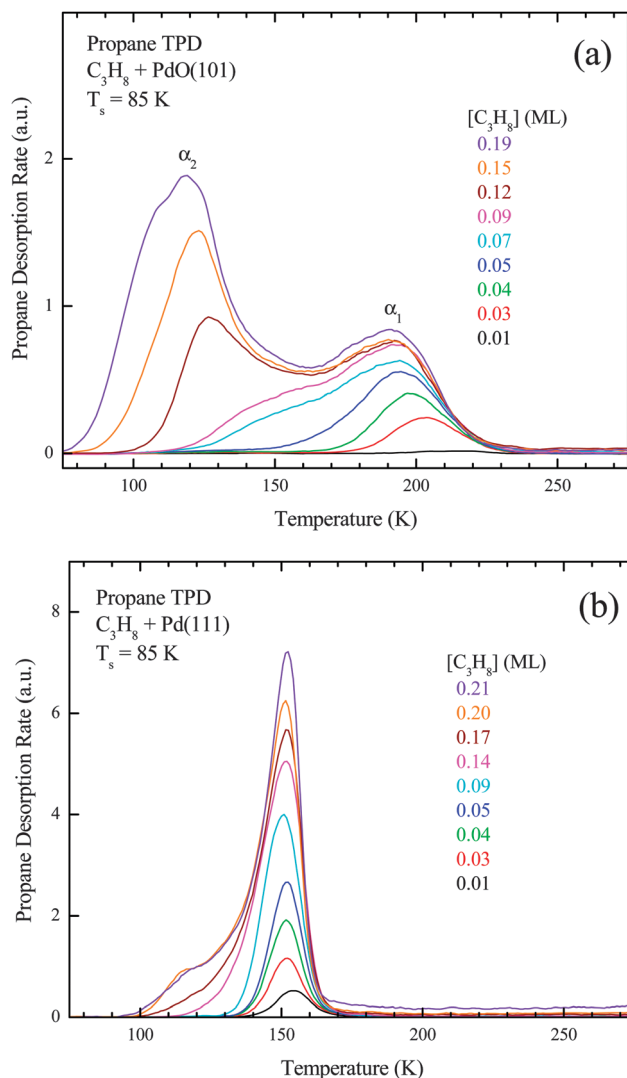 (a)
Propane TPD
C₃H₈ + PdO(101)
Tₛ = 85 K
[C₃H₈] (ML)
0.19
0.15
0.12
0.09
0.07
0.05
0.04
0.03
0.01
α₂
α₁
Propane Desorption Rate (a.u.)
2
1
0
100 150 200 250
Temperature (K)
(b)
Propane TPD
C₃H₈ + Pd(111)
Tₛ = 85 K
[C₃H₈] (ML)
0.21
0.20
0.17
0.14
0.09
0.05
0.04
0.03
0.01
Propane Desorption Rate (a.u.)
8
6
4
2
0
100 150 200 250
Temperature (K)